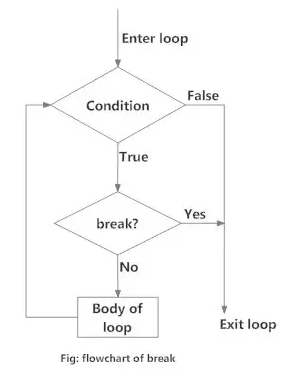 Enter loop
False
Condition
True
Yes
break?
No
Body of
loop
Exit loop
Fig: flowchart of break